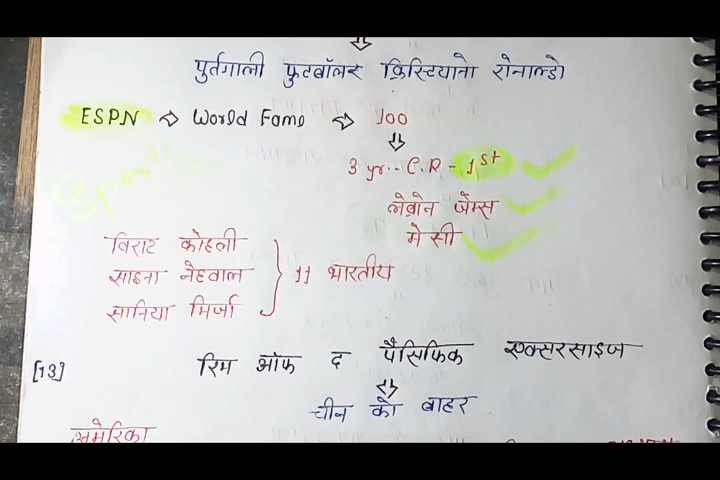 पुर्तगाली फुटबॉलर क्रिस्टियानो रोनाल्डो
ESPN ⇨ World Fame ⇨ 100
3 yr. - C.R - 1st
लेब्रोन जेम्स
मेसी
विराट कोहली
साइना नेहवाल } 11 भारतीय
सानिया मिर्जा
[13] रिम ऑफ द पैसिफिक एक्सरसाइज
चीन को बाहर
अमेरिका